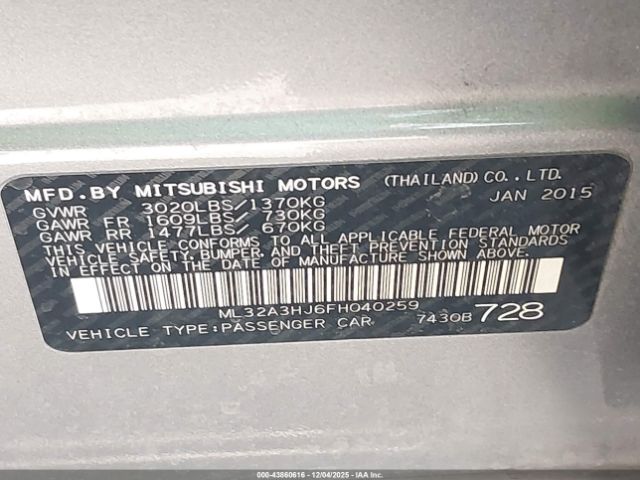 MFD.BY MITSUBISHI MOTORS (THAILAND)CO.,LTD.
GVWR 3020LBS/1370KG JAN 2015
GAWR FR 1609LBS/ 730KG
GAWR RR 1477LBS/ 670KG
THIS VEHICLE CONFORMS TO ALL APPLICABLE FEDERAL MOTOR
VEHICLE SAFETY, BUMPER, AND THEFT PREVENTION STANDARDS
IN EFFECT ON THE DATE OF MANUFACTURE SHOWN ABOVE.
ML32A3HJ6FH040259
VEHICLE TYPE:PASSENGER CAR 7430B 728
000-43860616 - 12/04/2025 - IAA.com